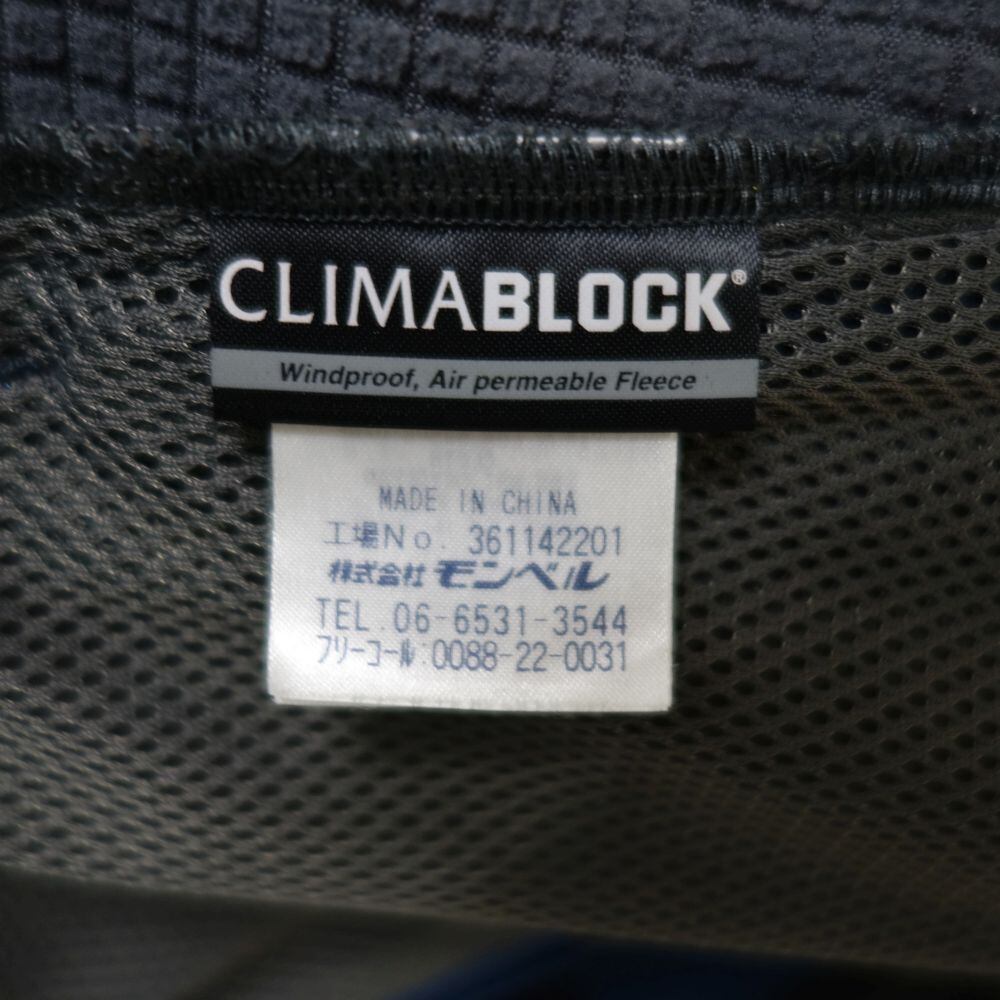 CLIMABLOCK®
Windproof, Air permeable Fleece
MADE IN CHINA
工場No. 361142201
株式会社モンベル
TEL.06-6531-3544
フリーコール:0088-22-0031